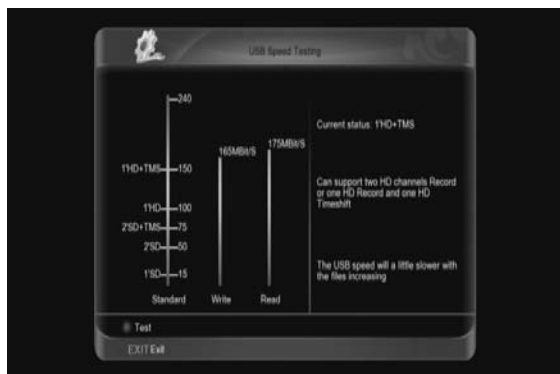 USB Speed Testing
240
1'HD+TMS 150
1'HD 100
2'SD+TMS 75
2'SD 50
1'SD 15
Standard
165MBit/S
Write
175MBit/S
Read
Current status: 1'HD+TMS
Can support two HD channels Record
or one HD Record and one HD
Timeshift
The USB speed will a little slower with
the files increasing
Test
EXIT Exit